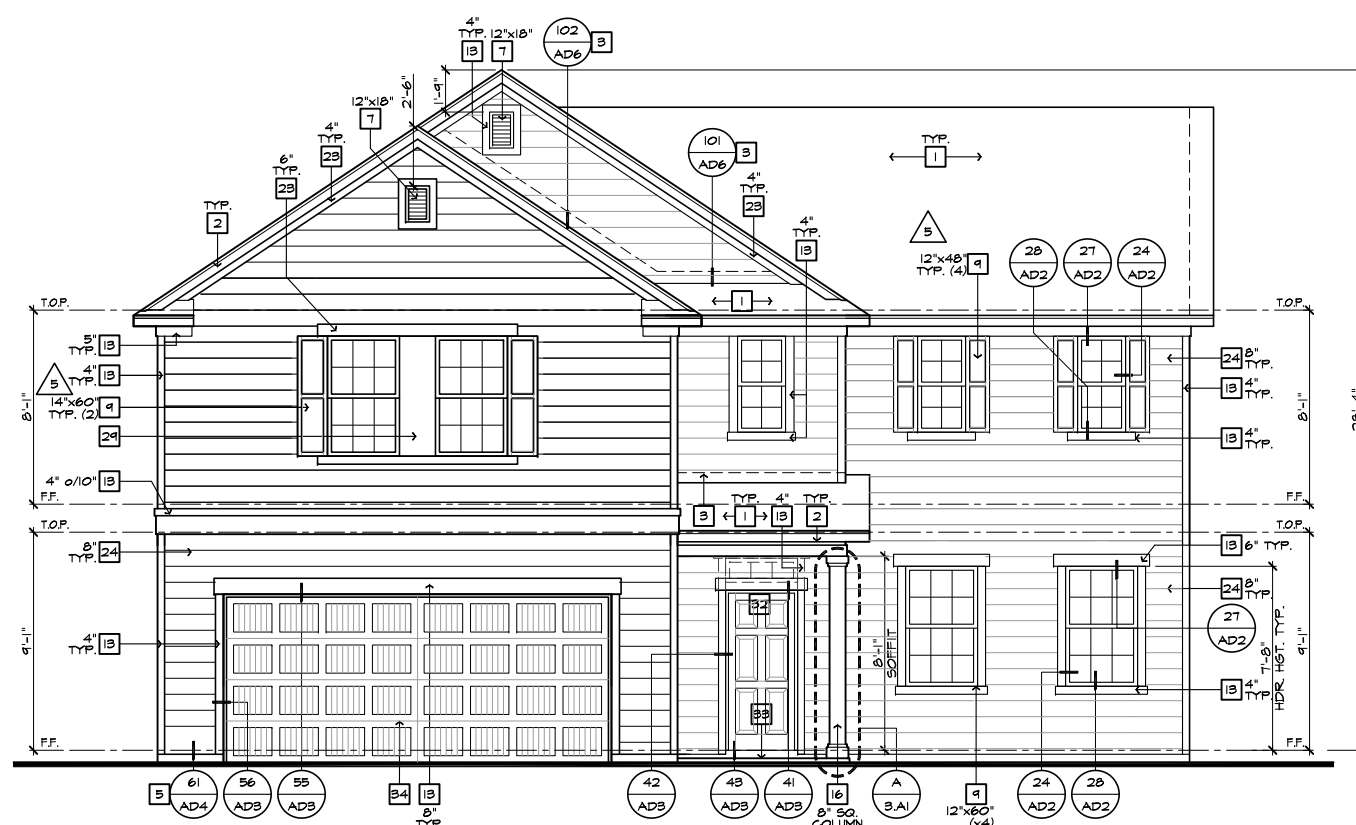 4"
TYP.
13
12"x18"
7
102
AD6
3
2'-6"
1'-9"
12"x18"
7
4"
TYP.
23
6"
TYP.
23
TYP.
2
101
AD6
3
4"
TYP.
23
4"
TYP.
13
TYP.
1
5
12"x48"
TYP. (4)
9
28
AD2
27
AD2
24
AD2
1
T.O.P.
T.O.P.
5"
TYP.
13
4"
TYP.
13
5
14"x60"
TYP. (2)
9
29
8'-1"
4" o/10"
13
F.F.
24
8"
TYP.
13
4"
TYP.
8'-1"
13
4"
TYP.
F.F.
3
TYP.
1
4"
13
TYP.
2
T.O.P.
T.O.P.
8"
TYP.
24
13
6" TYP.
24
8"
TYP.
27
AD2
9'-1"
4"
TYP.
13
32
33
8'-1"
SOFFIT
7'-8"
HDR. HGT. TYP.
9'-1"
13
4"
TYP.
F.F.
F.F.
5
61
AD4
56
AD3
55
AD3
34
13
8"
TYP.
42
AD3
43
AD3
41
AD3
16
8" SQ.
COLUMN
A
3.A1
9
12"x60"
(x4)
24
AD2
28
AD2